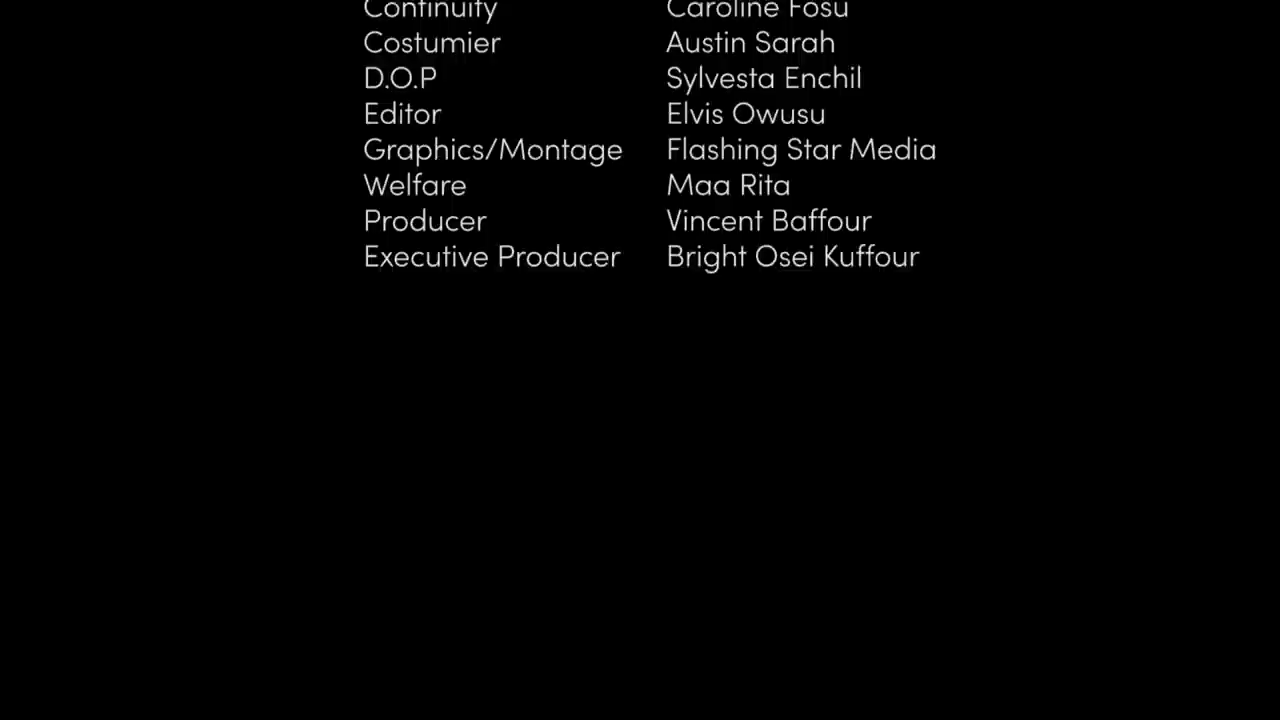 Continuity Caroline Fosu
Costumier Austin Sarah
D.O.P Sylvesta Enchil
Editor Elvis Owusu
Graphics/Montage Flashing Star Media
Welfare Maa Rita
Producer Vincent Baffour
Executive Producer Bright Osei Kuffour